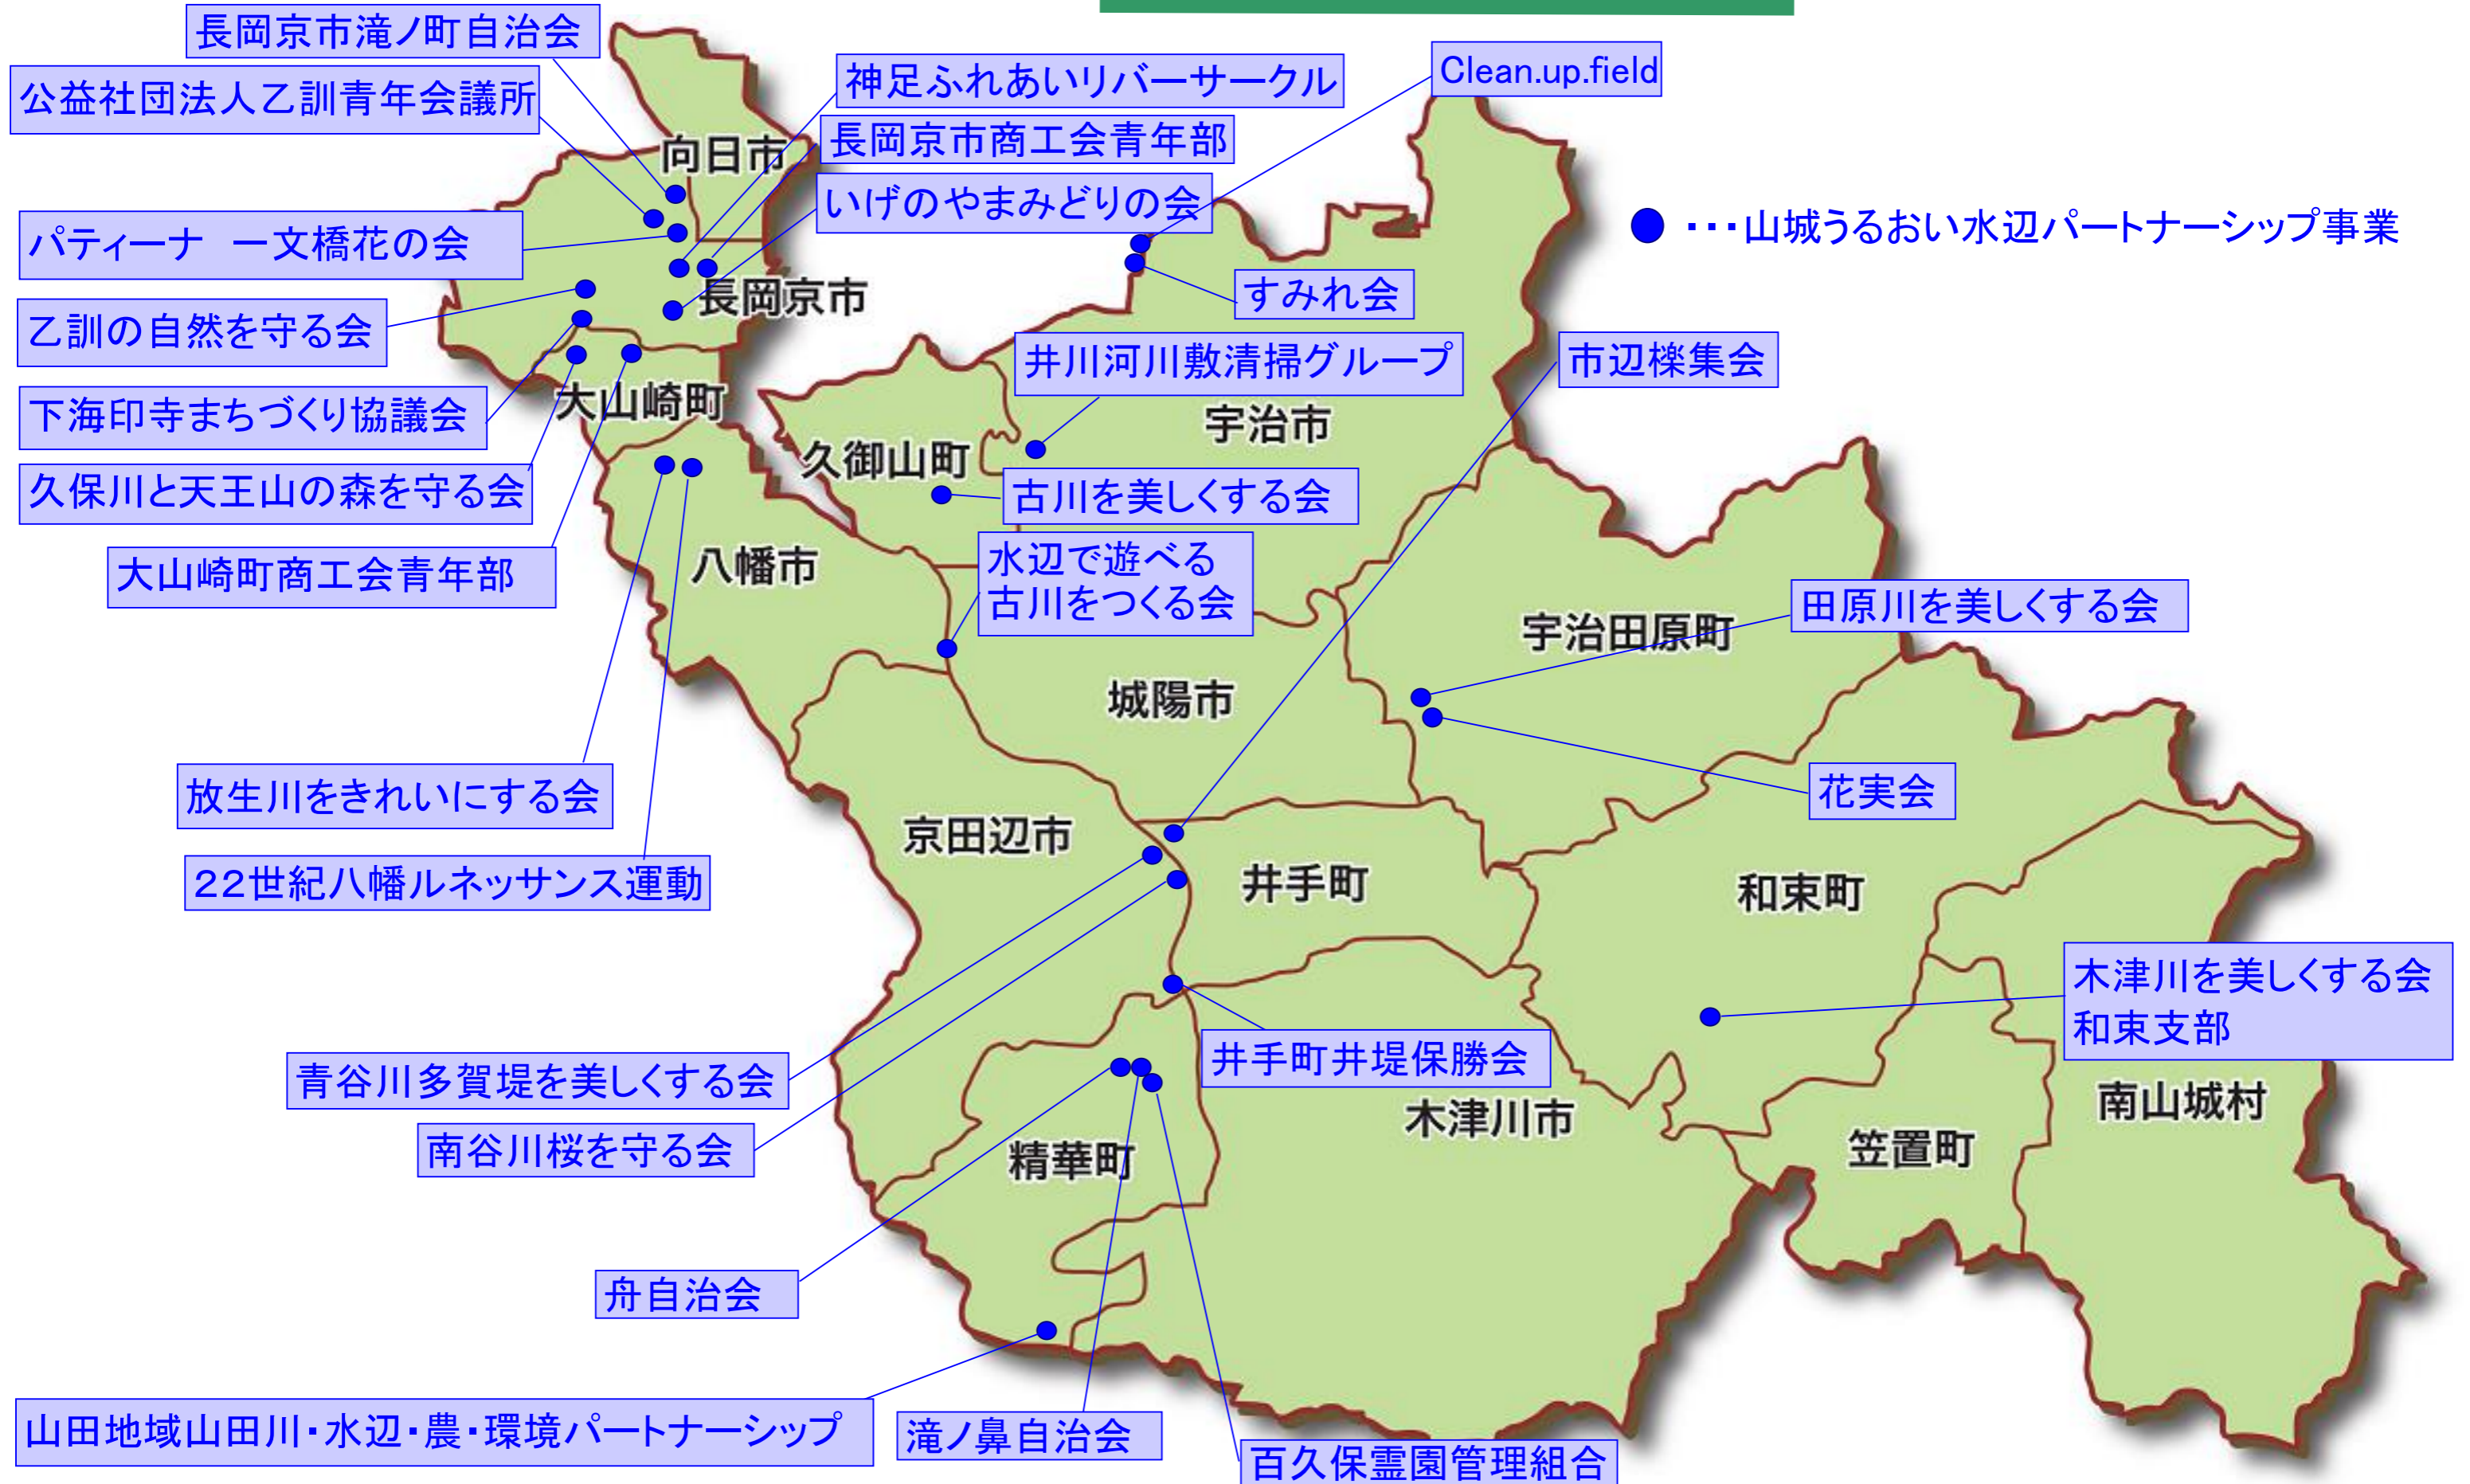 長岡京市滝ノ町自治会
公益社団法人乙訓青年会議所
神足ふれあいリバーサークル
Clean.up.field
長岡京市商工会青年部
向日市
いげのやまみどりの会
パティーナ　一文橋花の会
●・・・山城うるおい水辺パートナーシップ事業
すみれ会
長岡京市
乙訓の自然を守る会
井川河川敷清掃グループ
市辺櫟集会
下海印寺まちづくり協議会
大山崎町
宇治市
久御山町
久保川と天王山の森を守る会
古川を美しくする会
大山崎町商工会青年部
八幡市
水辺で遊べる
古川をつくる会
田原川を美しくする会
宇治田原町
城陽市
放生川をきれいにする会
花実会
京田辺市
22世紀八幡ルネッサンス運動
井手町
和束町
木津川を美しくする会
和束支部
青谷川多賀堤を美しくする会
井手町井堤保勝会
南山城村
木津川市
南谷川桜を守る会
精華町
笠置町
舟自治会
山田地域山田川・水辺・農・環境パートナーシップ
滝ノ鼻自治会
百久保霊園管理組合